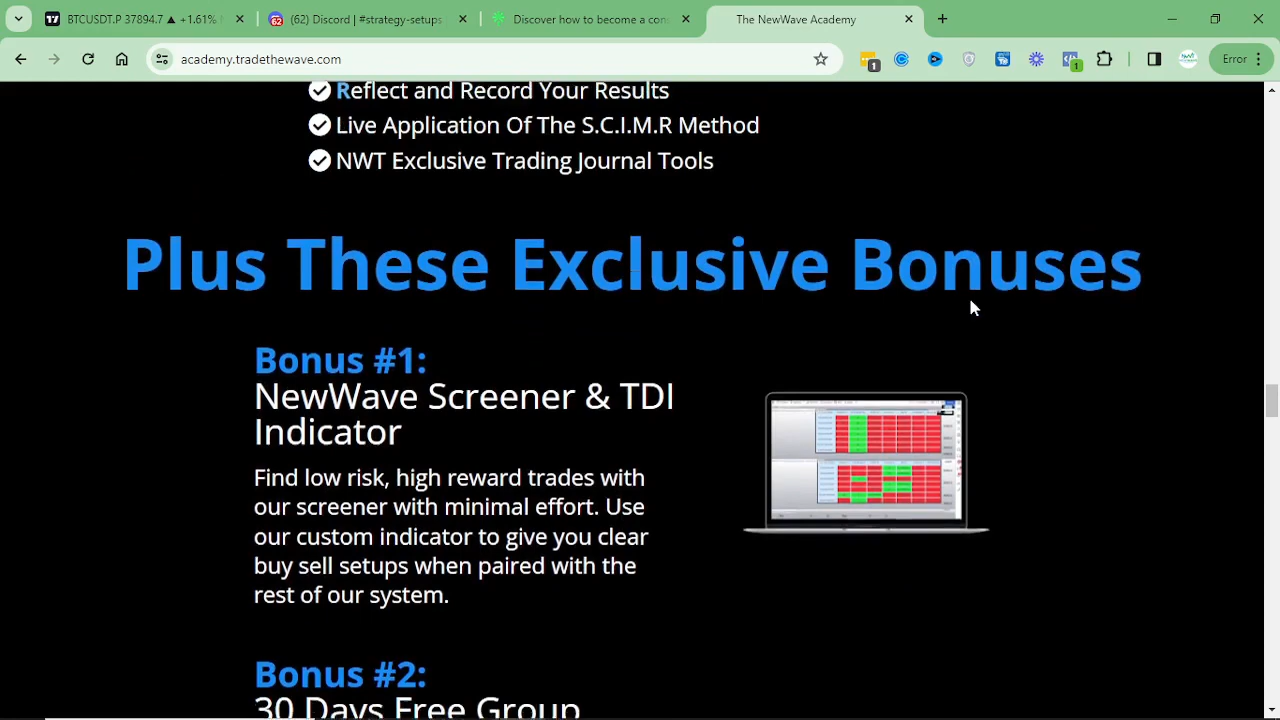 BTCUSDT.P 37894.7 ▲ +1.61%
(62) Discord | #strategy-setups
Discover how to become a con
The NewWave Academy
academy.tradetheware.com
1
1
Error
Reflect and Record Your Results
Live Application Of The S.C.I.M.R Method
NWT Exclusive Trading Journal Tools
Plus These Exclusive Bonuses
Bonus #1:
NewWave Screener & TDI
Indicator
Find low risk, high reward trades with
our screener with minimal effort. Use
our custom indicator to give you clear
buy sell setups when paired with the
rest of our system.
Bonus #2:
30 Days Free Group